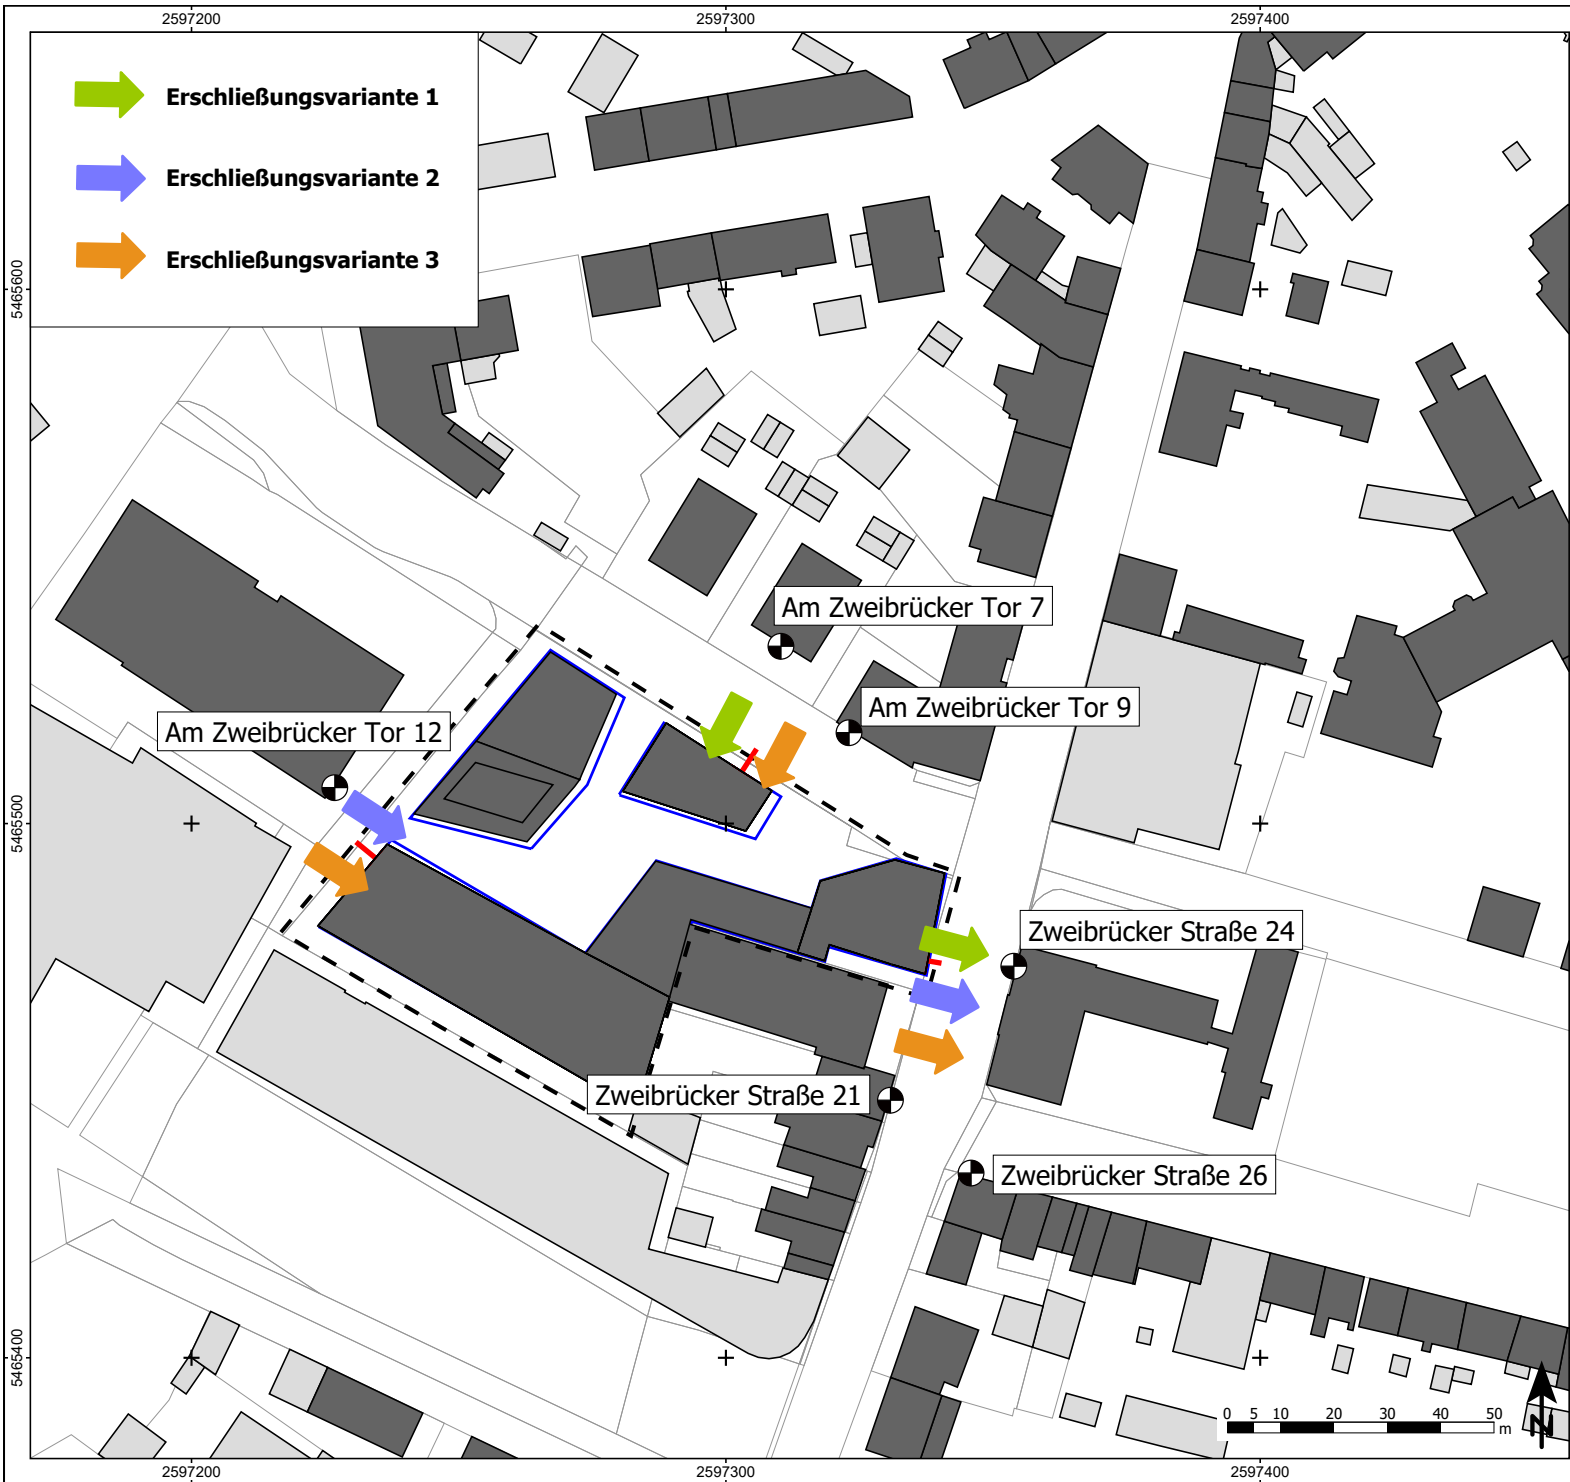 2597200
2597300
2597400
Erschließungsvariante 1
Erschließungsvariante 2
Erschließungsvariante 3
5465600
Am Zweibrücker Tor 7
Am Zweibrücker Tor 9
Am Zweibrücker Tor 12
5465500
Zweibrücker Straße 24
Zweibrücker Straße 21
Zweibrücker Straße 26
5465400
0 5 10 20 30 40 50
m
N
2597200
2597300
2597400